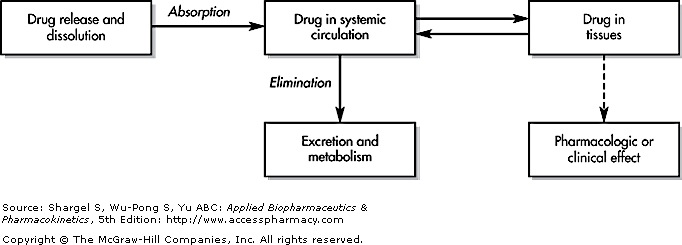 Drug release and
dissolution
Absorption
Drug in systemic
circulation
Drug in
tissues
Elimination
Excretion and
metabolism
Pharmacologic or
clinical effect
Source: Shargel S, Wu-Pong S, Yu ABC: Applied Biopharmaceutics &
Pharmacokinetics, 5th Edition: http://www.accesspharmacy.com
Copyright © The McGraw-Hill Companies, Inc. All rights reserved.